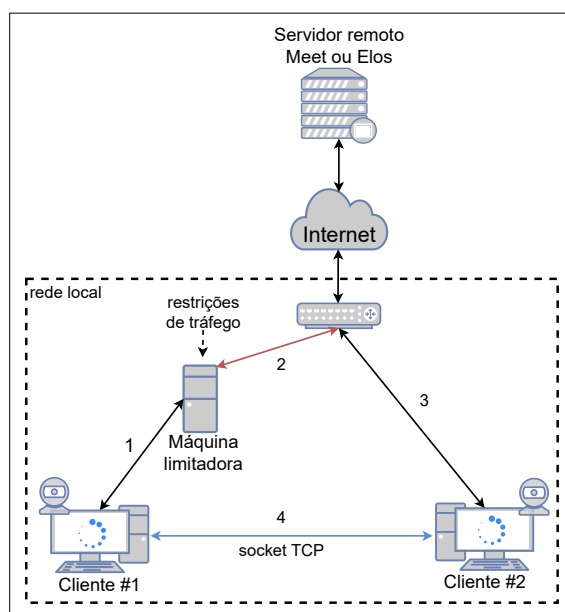 Servidor remoto
Meet ou Elos
Internet
rede local
restrições
de tráfego
2
3
1
Máquina
limitadora
4
socket TCP
Cliente #1
Cliente #2